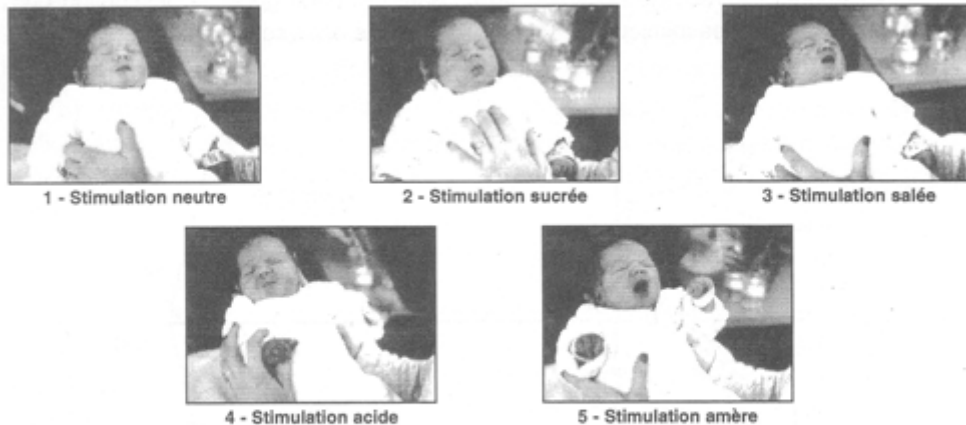 1 - Stimulation neutre
2 - Stimulation sucrée
3 - Stimulation salée
4 - Stimulation acide
5 - Stimulation amère